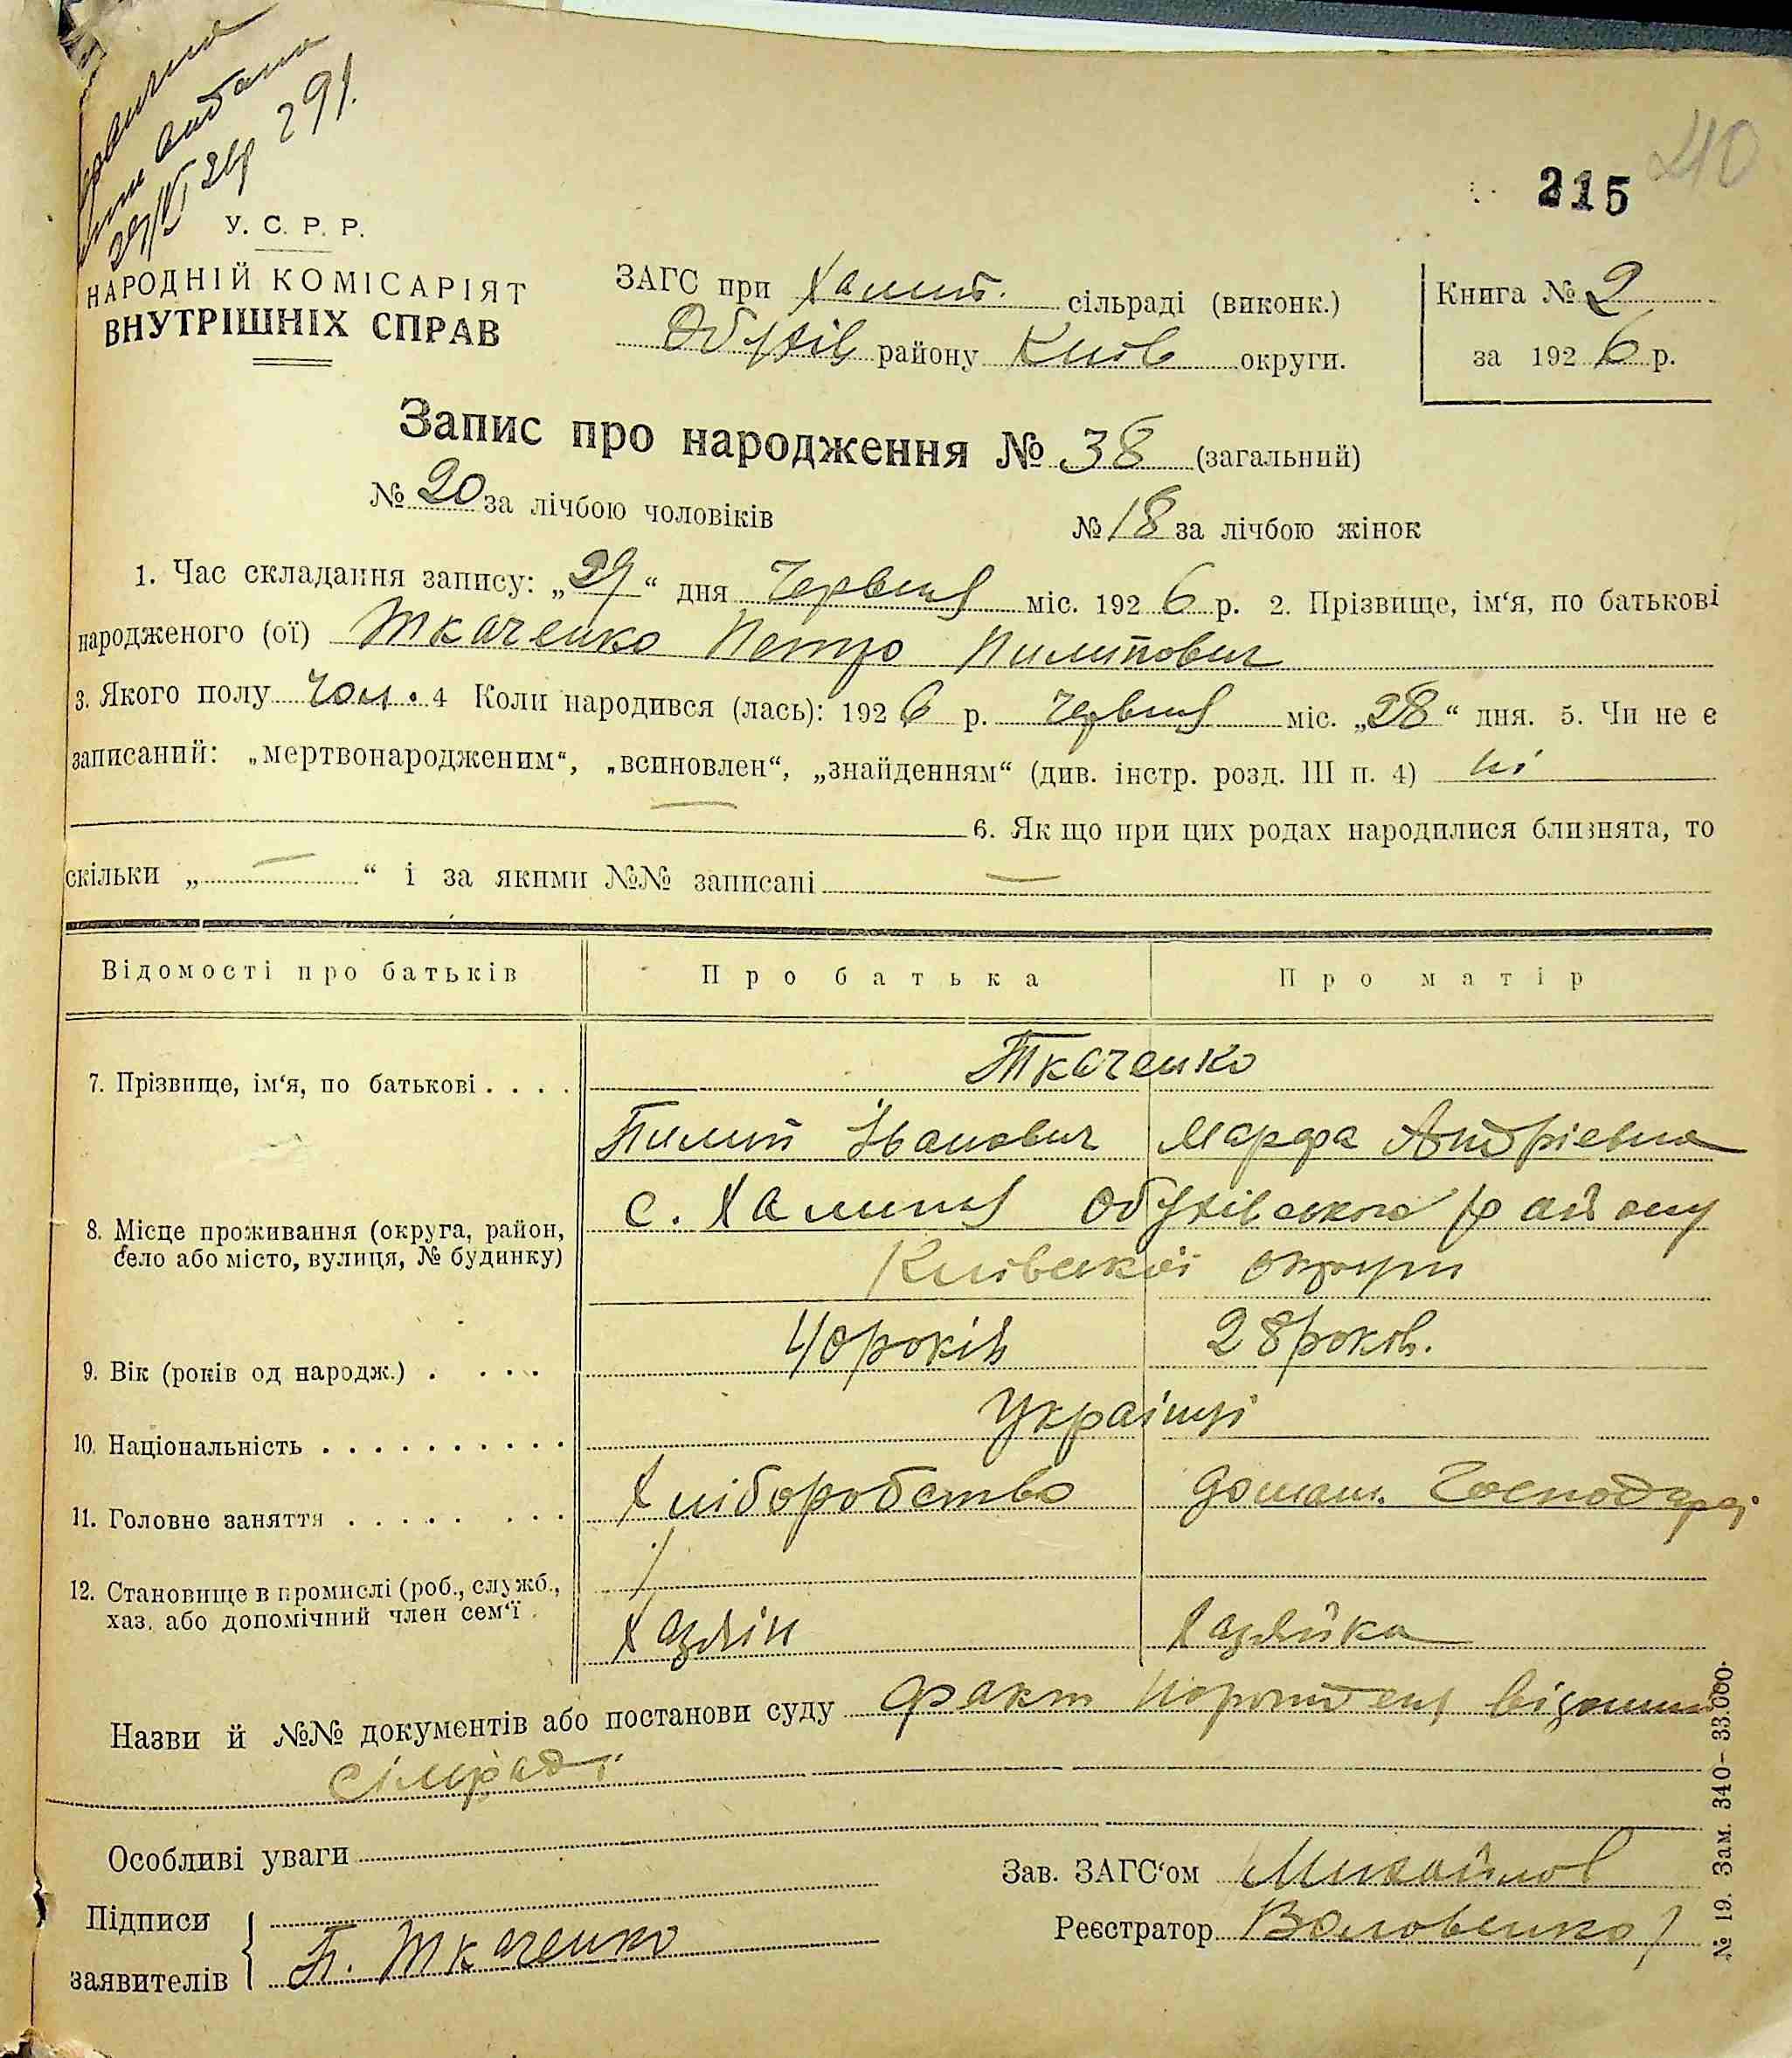 видано
291
240
215
У. С. Р. Р.
НАРОДНІЙ КОМІСАРІЯТ
ВНУТРІШНІХ СПРАВ
ЗАГС при Халип. сільраді (виконк.)
Обухів району Київ округи.
Книга № 2
за 1926 р.
Запис про народження № 38 (загальний)
№ 20 за лічбою чоловіків № 18 за лічбою жінок
1. Час складання запису: „29“ дня Червня міс. 1926 р. 2. Прізвище, ім‘я, по батькові
народженого (ої) Ткаченко Петро Пилипович
3. Якого полу чол. 4 Коли народився (лась): 1926 р. Червня міс. „28“ дня. 5. Чи не є
записаний: „мертвонародженим“, „всиновлен“, „знайденням“ (див. інстр. розд. III п. 4) ні
6. Як що при цих родах народилися близнята, то
скільки „ — “ і за якими №№ записані —
Відомості про батьків Про батька Про матір
7. Прізвище, ім‘я, по батькові . . . . Ткаченко
Пилип Іванович Марфа Андрієвна
8. Місце проживання (округа, район, село або місто, вулиця, № будинку) с. Халипя Обухівського району
Київської округи
9. Вік (років од народж.) . . . . 40 років 28 років.
10. Національність . . . . . . . . . . Українці
11. Головне заняття . . . . . . . . Хліборобство домаш. Господар.
12. Становище в промислі (роб., служб.,
хаз. або допомічний член сем‘ї . Хазяїн Хазяйка
Назви й №№ документів або постанови суду Факт народження відомий
сільраді
Особливі уваги
Зав. ЗАГС‘ом Михайлов
Підписи
заявителів П. Ткаченко
Реєстратор Воловенко
№ 19. Зам. 340– 33.000.